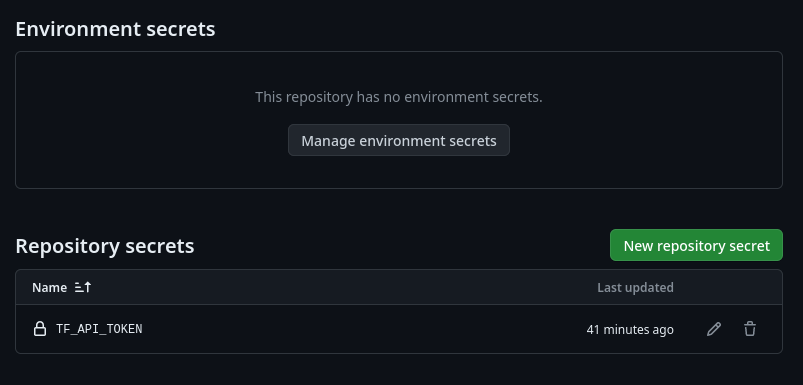 Environment secrets
This repository has no environment secrets.
Manage environment secrets
Repository secrets
New repository secret
Name Last updated
TF_API_TOKEN 41 minutes ago